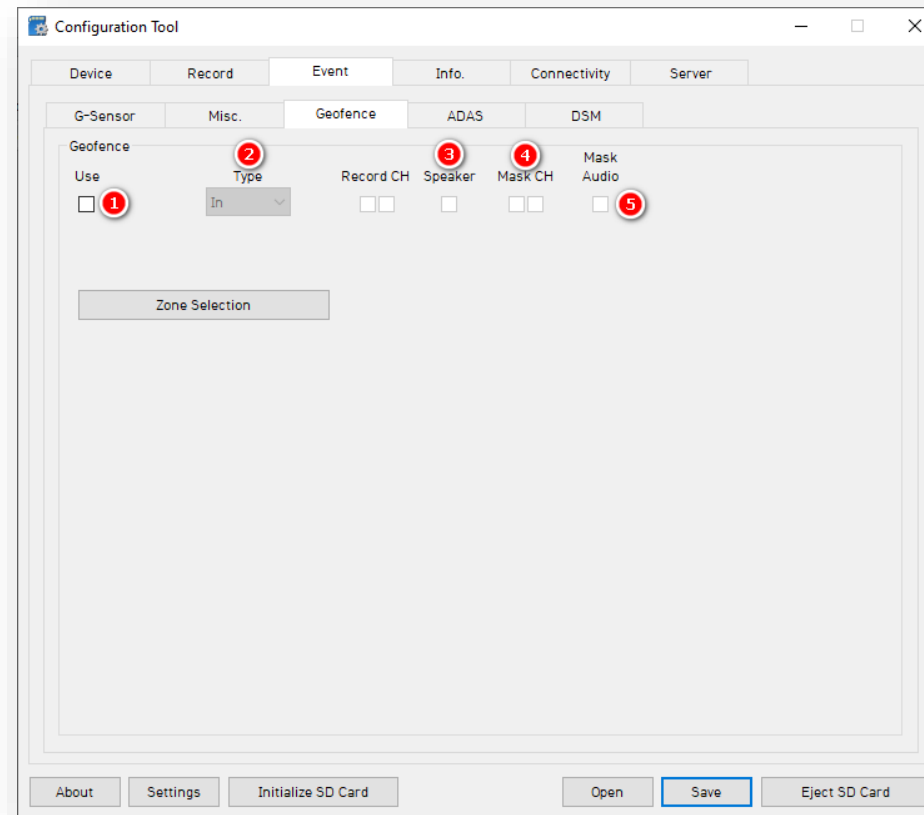 Configuration Tool
Device Record Event Info. Connectivity Server
G-Sensor Misc. Geofence ADAS DSM
Geofence
2 3 4 Mask
Use Type Record CH Speaker Mask CH Audio
1 In 5
Zone Selection
About Settings Initialize SD Card Open Save Eject SD Card